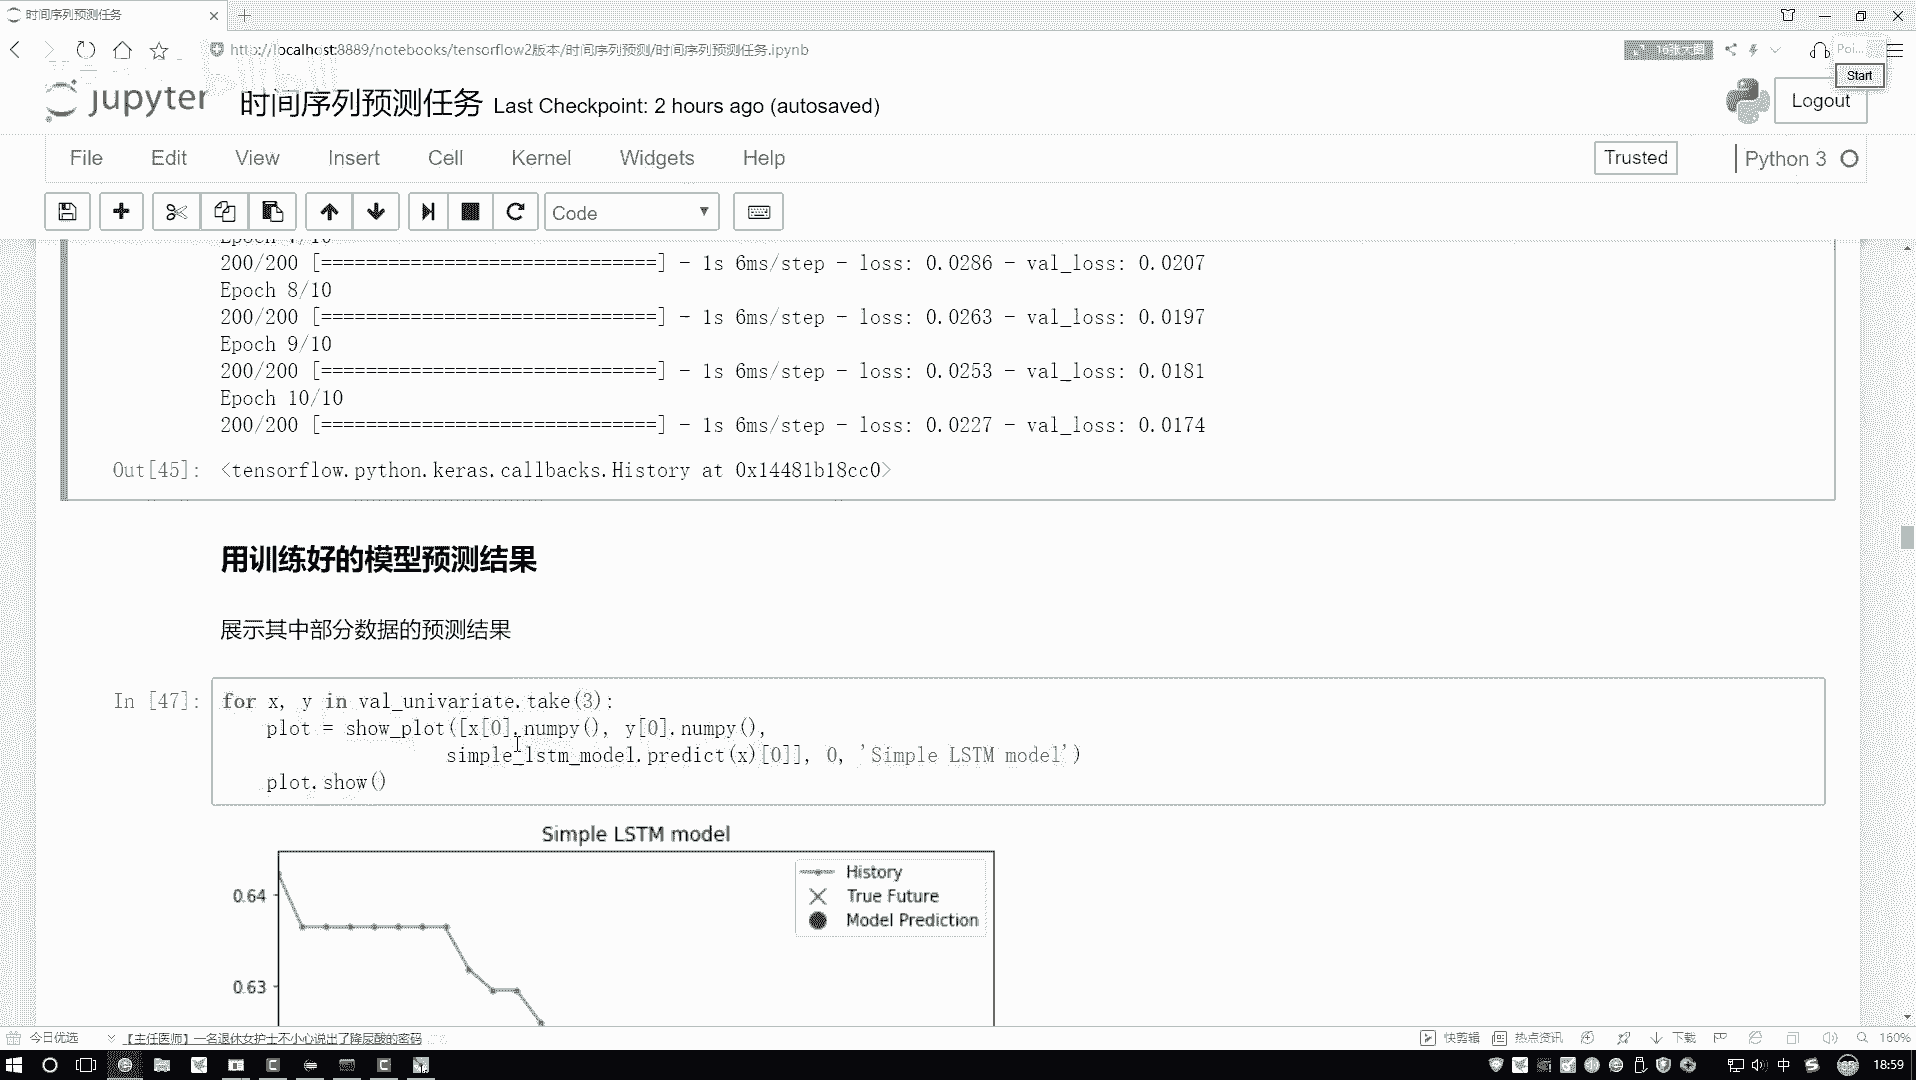 时间序列预测任务
http://localhost:8889/notebooks/tensorflow2版本/时间序列预测/时间序列预测任务.ipynb
Poi...
Start
jupyter 时间序列预测任务 Last Checkpoint: 2 hours ago (autosaved)
Logout
File Edit View Insert Cell Kernel Widgets Help
Trusted Python 3
Code
200/200 [==============================] - 1s 6ms/step - loss: 0.0286 - val_loss: 0.0207
Epoch 8/10
200/200 [==============================] - 1s 6ms/step - loss: 0.0263 - val_loss: 0.0197
Epoch 9/10
200/200 [==============================] - 1s 6ms/step - loss: 0.0253 - val_loss: 0.0181
Epoch 10/10
200/200 [==============================] - 1s 6ms/step - loss: 0.0227 - val_loss: 0.0174
Out[45]: <tensorflow.python.keras.callbacks.History at 0x14481b18cc0>
用训练好的模型预测结果
展示其中部分数据的预测结果
In [47]: for x, y in val_univariate.take(3):
plot = show_plot([x[0].numpy(), y[0].numpy(),
simple_lstm_model.predict(x)[0]], 0, 'Simple LSTM model')
plot.show()
Simple LSTM model
History
True Future
Model Prediction
0.64
0.63
今日优选 【主任医师】一名退休女护士不小心说出了降尿酸的密码
快剪辑 热点资讯 下载 160%
中 18:59